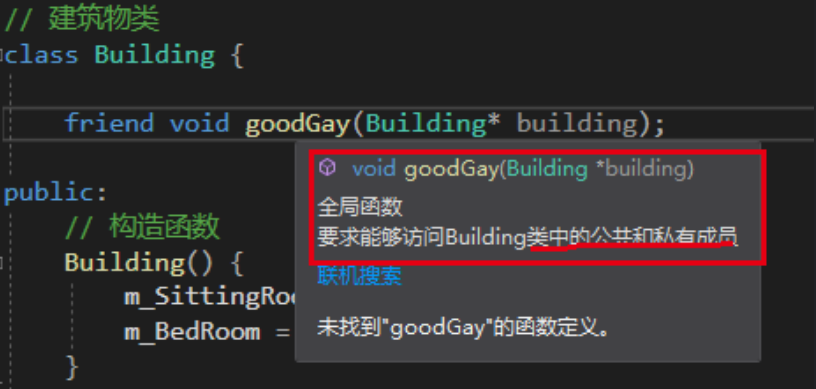 // 建筑物类
class Building {
friend void goodGay(Building* building);
void goodGay(Building *building)
全局函数
要求能够访问Building类中的公共和私有成员
联机搜索
未找到"goodGay"的函数定义。
public:
// 构造函数
Building() {
m_SittingRoo
m_BedRoom =
}